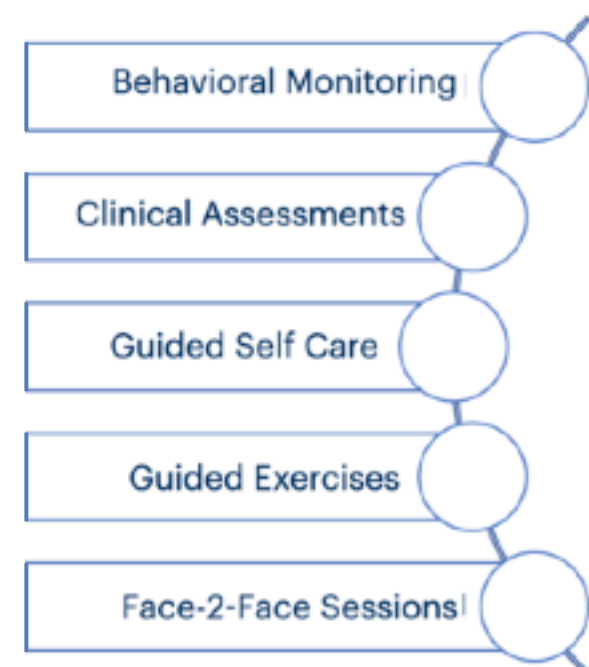 Behavioral Monitoring
Clinical Assessments
Guided Self Care
Guided Exercises
Face-2-Face Sessions